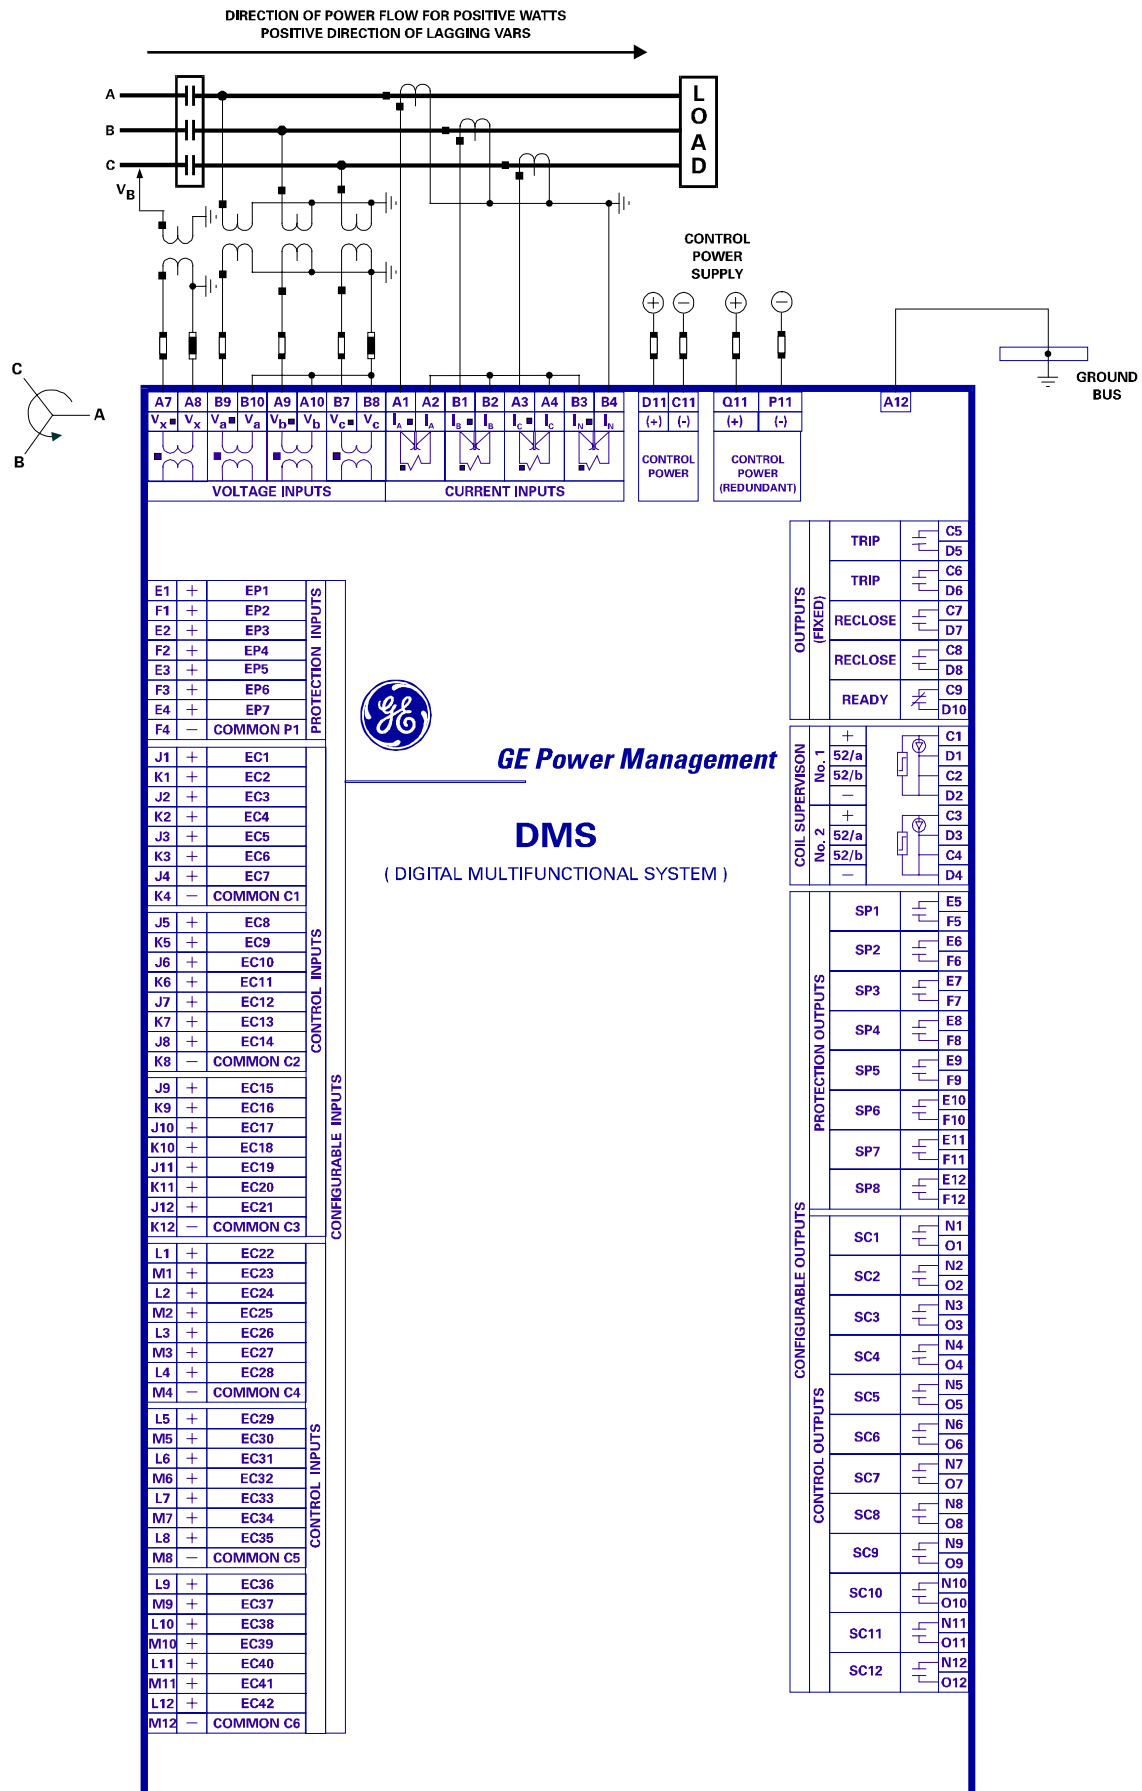 DIRECTION OF POWER FLOW FOR POSITIVE WATTS
POSITIVE DIRECTION OF LAGGING VARS
A
B
C
V B
L
O
A
D
CONTROL
POWER
SUPPLY
+ − + −
GROUND
BUS
C
A
B
A7 A8 B9 B10 A9 A10 B7 B8 A1 A2 B1 B2 A3 A4 B3 B4 D11 C11 Q11 P11 A12
Vx Vx Va Va Vb Vb Vc Vc IA IA IB IB IC IC IN IN (+) (-) (+) (-)
VOLTAGE INPUTS
CURRENT INPUTS
CONTROL
POWER
CONTROL
POWER
(REDUNDANT)
E1 + EP1
F1 + EP2
E2 + EP3
F2 + EP4
E3 + EP5
F3 + EP6
E4 + EP7
F4 − COMMON P1
PROTECTION INPUTS
J1 + EC1
K1 + EC2
J2 + EC3
K2 + EC4
J3 + EC5
K3 + EC6
J4 + EC7
K4 − COMMON C1
J5 + EC8
K5 + EC9
J6 + EC10
K6 + EC11
J7 + EC12
K7 + EC13
J8 + EC14
K8 − COMMON C2
J9 + EC15
K9 + EC16
J10 + EC17
K10 + EC18
J11 + EC19
K11 + EC20
J12 + EC21
K12 − COMMON C3
CONTROL INPUTS
L1 + EC22
M1 + EC23
L2 + EC24
M2 + EC25
L3 + EC26
M3 + EC27
L4 + EC28
M4 − COMMON C4
L5 + EC29
M5 + EC30
L6 + EC31
M6 + EC32
L7 + EC33
M7 + EC34
L8 + EC35
M8 − COMMON C5
L9 + EC36
M9 + EC37
L10 + EC38
M10 + EC39
L11 + EC40
M11 + EC41
L12 + EC42
M12 − COMMON C6
CONTROL INPUTS
CONFIGURABLE INPUTS
GE
GE Power Management
DMS
( DIGITAL MULTIFUNCTIONAL SYSTEM )
OUTPUTS
(FIXED)
TRIP C5
D5
TRIP C6
D6
RECLOSE C7
D7
RECLOSE C8
D8
READY C9
D10
COIL SUPERVISON
No. 1
+ C1
52/a D1
52/b C2
− D2
No. 2
+ C3
52/a D3
52/b C4
− D4
CONFIGURABLE OUTPUTS
PROTECTION OUTPUTS
SP1 E5
F5
SP2 E6
F6
SP3 E7
F7
SP4 E8
F8
SP5 E9
F9
SP6 E10
F10
SP7 E11
F11
SP8 E12
F12
CONTROL OUTPUTS
SC1 N1
O1
SC2 N2
O2
SC3 N3
O3
SC4 N4
O4
SC5 N5
O5
SC6 N6
O6
SC7 N7
O7
SC8 N8
O8
SC9 N9
O9
SC10 N10
O10
SC11 N11
O11
SC12 N12
O12